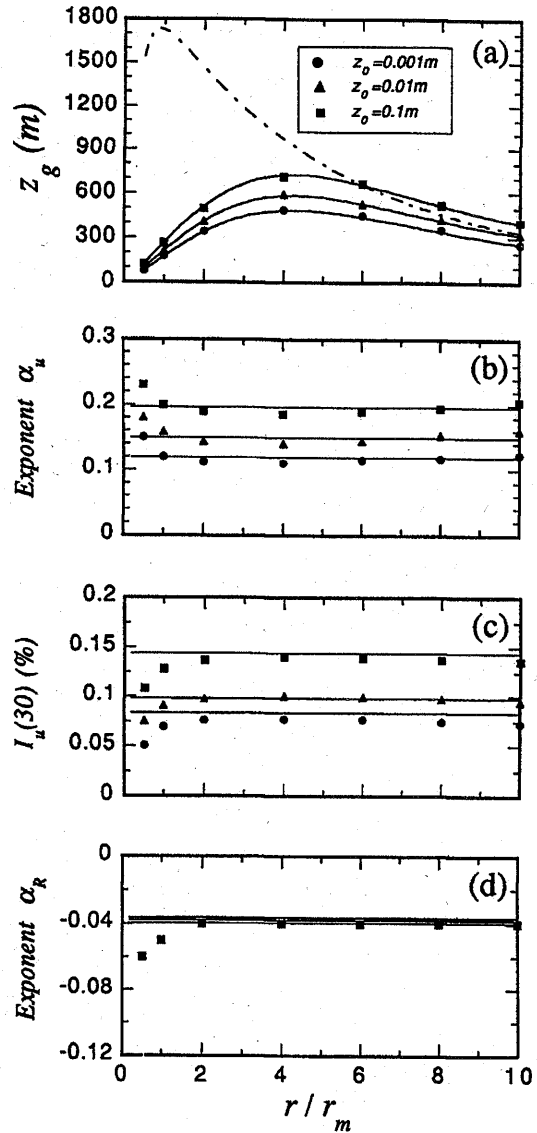 1800
1500
1200
900
600
300
0
Z_g (m)
(a)
z_o=0.001m
z_o=0.01m
z_o=0.1m
0.3
0.2
0.1
0
Exponent α_u
(b)
0.2
0.15
0.1
0.05
0
I_u(30) (%)
(c)
0
-0.04
-0.08
-0.12
Exponent α_R
(d)
0 2 4 6 8 10
r / r_m